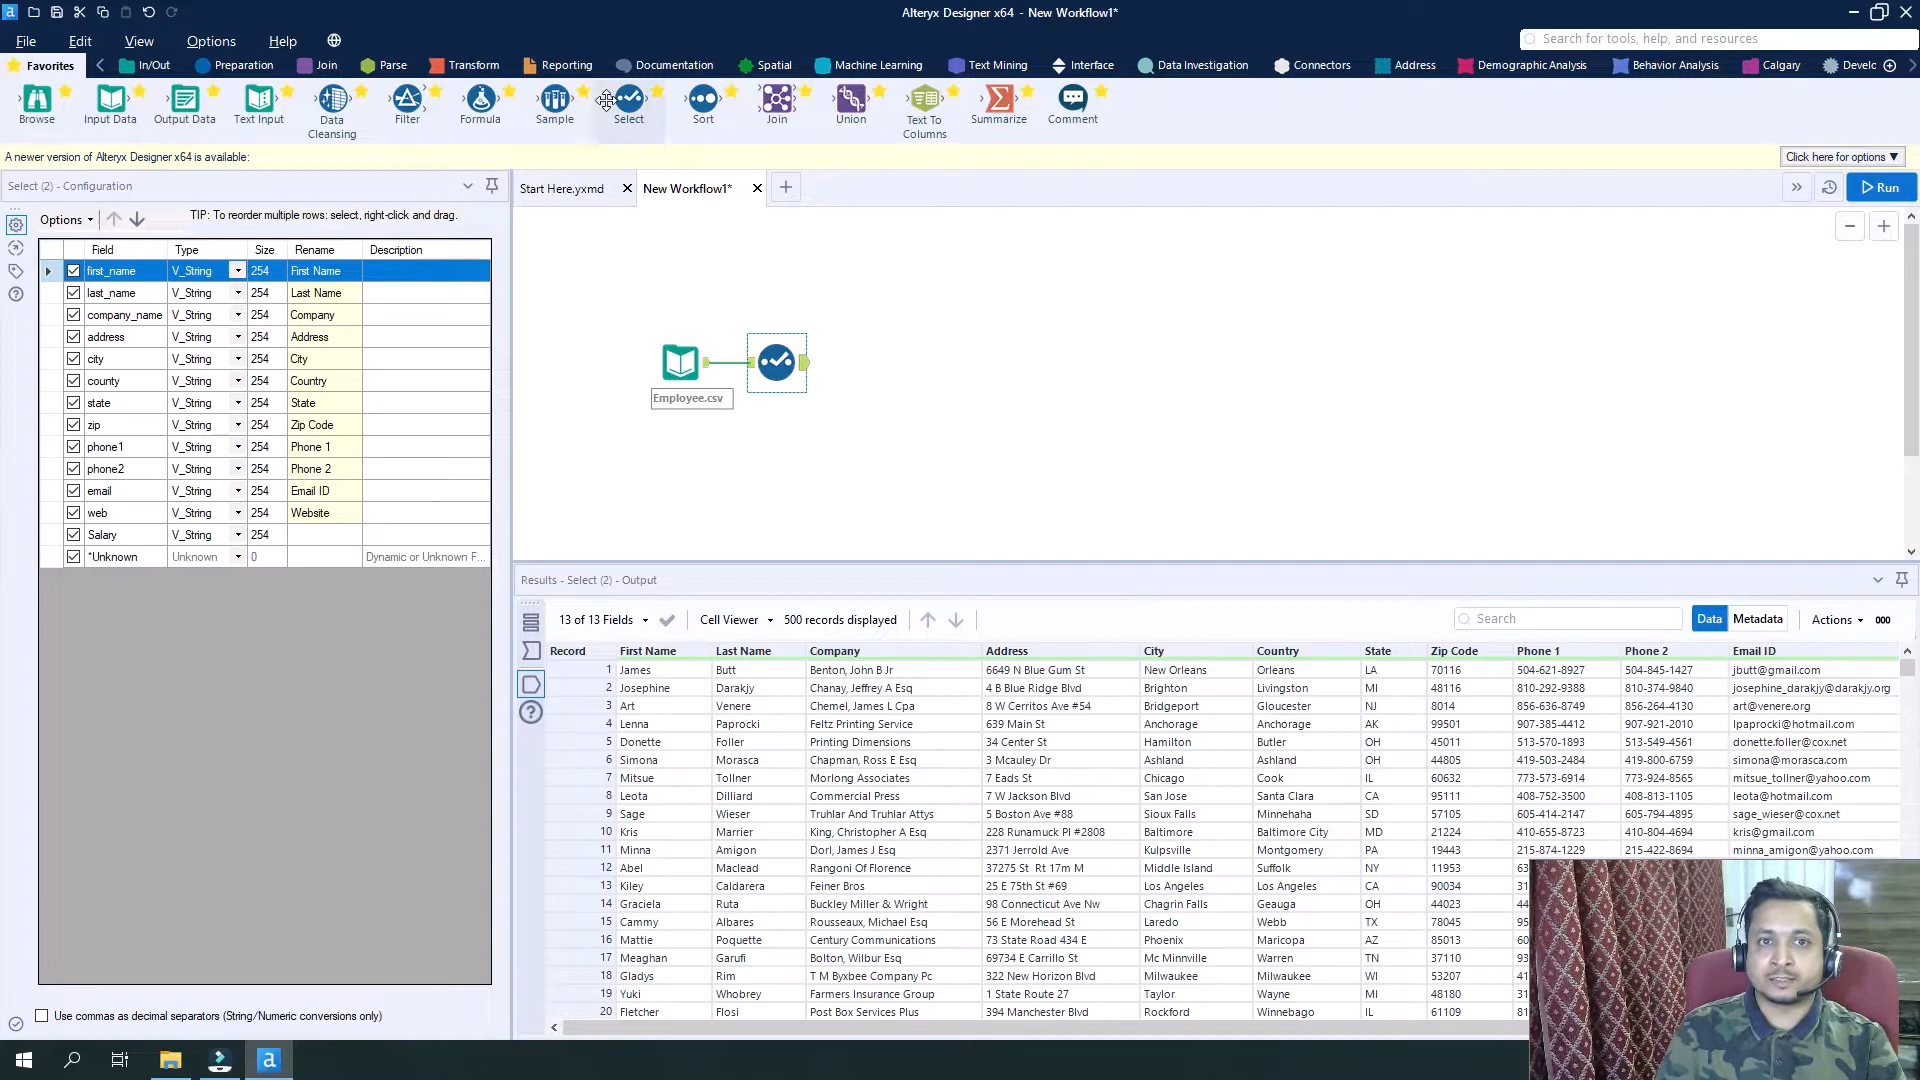 Alteryx Designer x64 - New Workflow1*
File Edit View Options Help
Search for tools, help, and resources
Favorites In/Out Preparation Join Parse Transform Reporting Documentation Spatial Machine Learning Text Mining Interface Data Investigation Connectors Address Demographic Analysis Behavior Analysis Calgary Develo
Browse Input Data Output Data Text Input Data Cleansing Filter Formula Sample Select Sort Join Union Text To Columns Summarize Comment
A newer version of Alteryx Designer x64 is available:
Click here for options ▼
Select (2) - Configuration
Start Here.yxmd New Workflow1*
Run
Options TIP: To reorder multiple rows: select, right-click and drag.
Field Type Size Rename Description
first_name V_String 254 First Name
last_name V_String 254 Last Name
company_name V_String 254 Company
address V_String 254 Address
city V_String 254 City
county V_String 254 Country
state V_String 254 State
zip V_String 254 Zip Code
phone1 V_String 254 Phone 1
phone2 V_String 254 Phone 2
email V_String 254 Email ID
web V_String 254 Website
Salary V_String 254
*Unknown Unknown 0 Dynamic or Unknown F...
Use commas as decimal separators (String/Numeric conversions only)
Employee.csv
Results - Select (2) - Output
13 of 13 Fields Cell Viewer 500 records displayed Search Data Metadata Actions 000
Record First Name Last Name Company Address City Country State Zip Code Phone 1 Phone 2 Email ID
1 James Butt Benton, John B Jr 6649 N Blue Gum St New Orleans Orleans LA 70116 504-621-8927 504-845-1427 jbutt@gmail.com
2 Josephine Darakjy Chanay, Jeffrey A Esq 4 B Blue Ridge Blvd Brighton Livingston MI 48116 810-292-9388 810-374-9840 josephine_darakjy@darakjy.org
3 Art Venere Chemel, James L Cpa 8 W Cerritos Ave #54 Bridgeport Gloucester NJ 8014 856-636-8749 856-264-4130 art@venere.org
4 Lenna Paprocki Feltz Printing Service 639 Main St Anchorage Anchorage AK 99501 907-385-4412 907-921-2010 lpaprocki@hotmail.com
5 Donette Foller Printing Dimensions 34 Center St Hamilton Butler OH 45011 513-570-1893 513-549-4561 donette.foller@cox.net
6 Simona Morasca Chapman, Ross E Esq 3 Mcauley Dr Ashland Ashland OH 44805 419-503-2484 419-800-6759 simona@morasca.com
7 Mitsue Tollner Morlong Associates 7 Eads St Chicago Cook IL 60632 773-573-6914 773-924-8565 mitsue_tollner@yahoo.com
8 Leota Dilliard Commercial Press 7 W Jackson Blvd San Jose Santa Clara CA 95111 408-752-3500 408-813-1105 leota@hotmail.com
9 Sage Wieser Truhlar And Truhlar Attys 5 Boston Ave #88 Sioux Falls Minnehaha SD 57105 605-414-2147 605-794-4895 sage_wieser@cox.net
10 Kris Marrier King, Christopher A Esq 228 Runamuck Pl #2808 Baltimore Baltimore City MD 21224 410-655-8723 410-804-4694 kris@gmail.com
11 Minna Amigon Dorl, James J Esq 2371 Jerrold Ave Kulpsville Montgomery PA 19443 215-874-1229 215-422-8694 minna_amigon@yahoo.com
12 Abel Maclead Rangoni Of Florence 37275 St Rt 17m M Middle Island Suffolk NY 11953 63
13 Kiley Caldarera Feiner Bros 25 E 75th St #69 Los Angeles Los Angeles CA 90034 31
14 Graciela Ruta Buckley Miller & Wright 98 Connecticut Ave Nw Chagrin Falls Geauga OH 44023 44
15 Cammy Albares Rousseaux, Michael Esq 56 E Morehead St Laredo Webb TX 78045 95
16 Mattie Poquette Century Communications 73 State Road 434 E Phoenix Maricopa AZ 85013 60
17 Meaghan Garufi Bolton, Wilbur Esq 69734 E Carrillo St Mc Minnville Warren TN 37110 93
18 Gladys Rim T M Byxbee Company Pc 322 New Horizon Blvd Milwaukee Milwaukee WI 53207 41
19 Yuki Whobrey Farmers Insurance Group 1 State Route 27 Taylor Wayne MI 48180 31
20 Fletcher Flosi Post Box Services Plus 394 Manchester Blvd Rockford Winnebago IL 61109 81